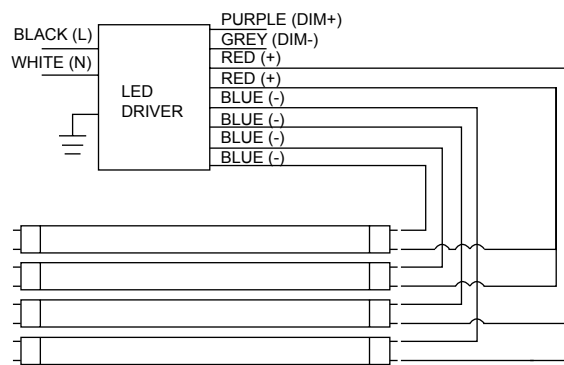 BLACK (L)
WHITE (N)
LED
DRIVER
PURPLE (DIM+)
GREY (DIM-)
RED (+)
RED (+)
BLUE (-)
BLUE (-)
BLUE (-)
BLUE (-)